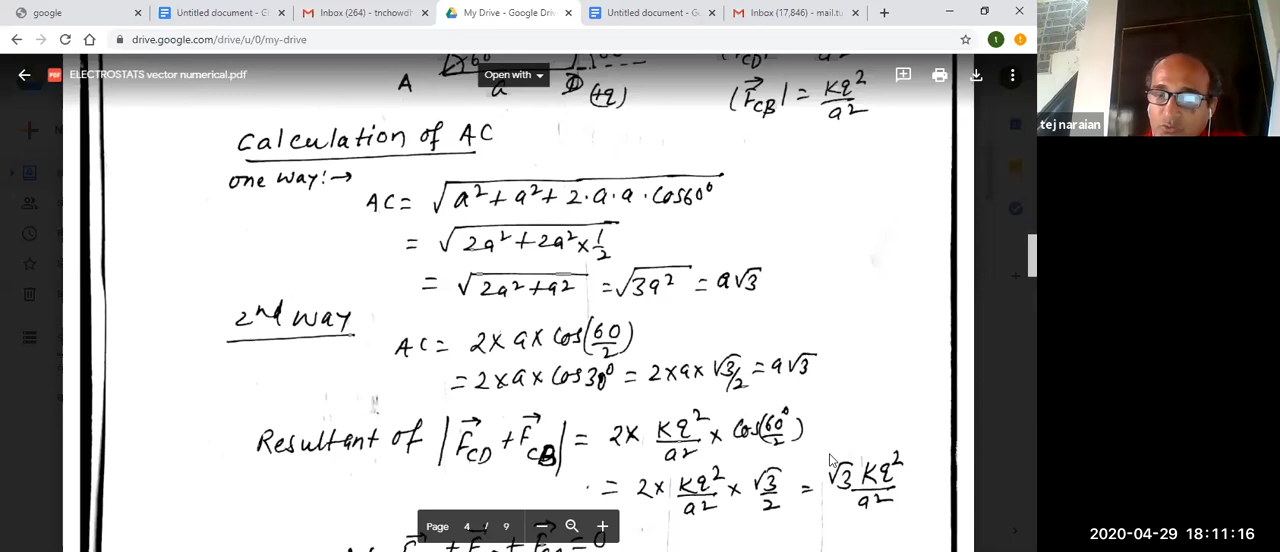 google
Untitled document - G
Inbox (264) - tnchowdh
My Drive - Google Driv
Untitled document - Goo
Inbox (17,846) - mail.tu
drive.google.com/drive/u/0/my-drive
t
PDF ELECTROSTATS vector numerical.pdf
Open with
tej naraian
A a D (+q)
|F⃗CB| = Kq²/a²
Calculation of AC
one way:→
AC = √(a² + a² + 2·a·a·cos60°)
= √(2a² + 2a² × 1/2)
= √(2a² + a²) = √(3a²) = a√3
2nd way
AC = 2 × a × cos(60/2)
= 2 × a × cos30° = 2 × a × √3/2 = a√3
Resultant of |F⃗CD + F⃗CB| = 2 × Kq²/a² × cos(60°/2)
= 2 × Kq²/a² × √3/2 = √3 Kq²/a²
Page 4 / 9
2020-04-29 18:11:16